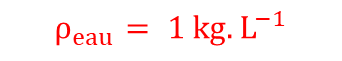 ρeau = 1 kg. L⁻¹